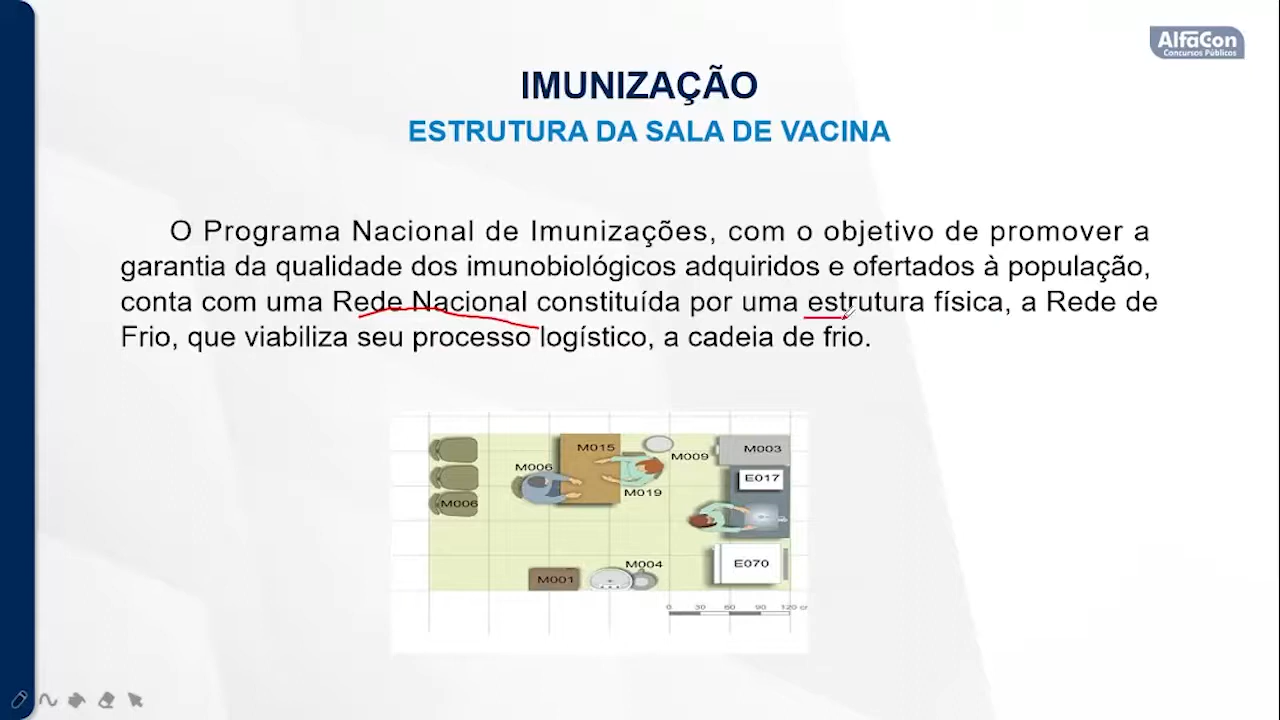 AlfaCon
Concursos Públicos
IMUNIZAÇÃO
ESTRUTURA DA SALA DE VACINA
O Programa Nacional de Imunizações, com o objetivo de promover a
garantia da qualidade dos imunobiológicos adquiridos e ofertados à população,
conta com uma Rede Nacional constituída por uma estrutura física, a Rede de
Frio, que viabiliza seu processo logístico, a cadeia de frio.
M015
M003
M009
M006
E017
M019
M006
M004
E070
M001
0 30 60 90 120 cm